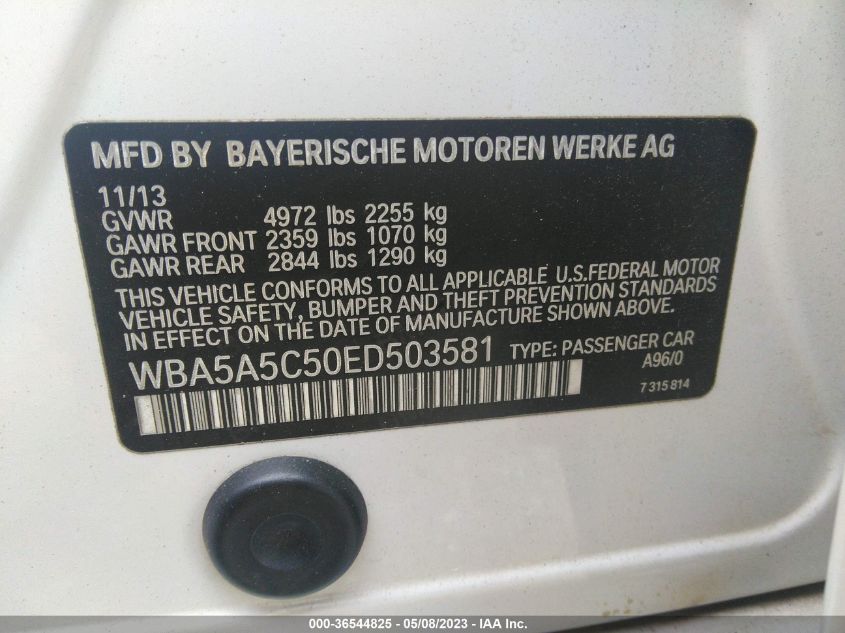 MFD BY BAYERISCHE MOTOREN WERKE AG
11/13
GVWR 4972 lbs 2255 kg
GAWR FRONT 2359 lbs 1070 kg
GAWR REAR 2844 lbs 1290 kg
THIS VEHICLE CONFORMS TO ALL APPLICABLE U.S.FEDERAL MOTOR
VEHICLE SAFETY, BUMPER AND THEFT PREVENTION STANDARDS
IN EFFECT ON THE DATE OF MANUFACTURE SHOWN ABOVE.
WBA5A5C50ED503581 TYPE: PASSENGER CAR
A96/0
7 315 814
000-36544825 - 05/08/2023 - IAA Inc.